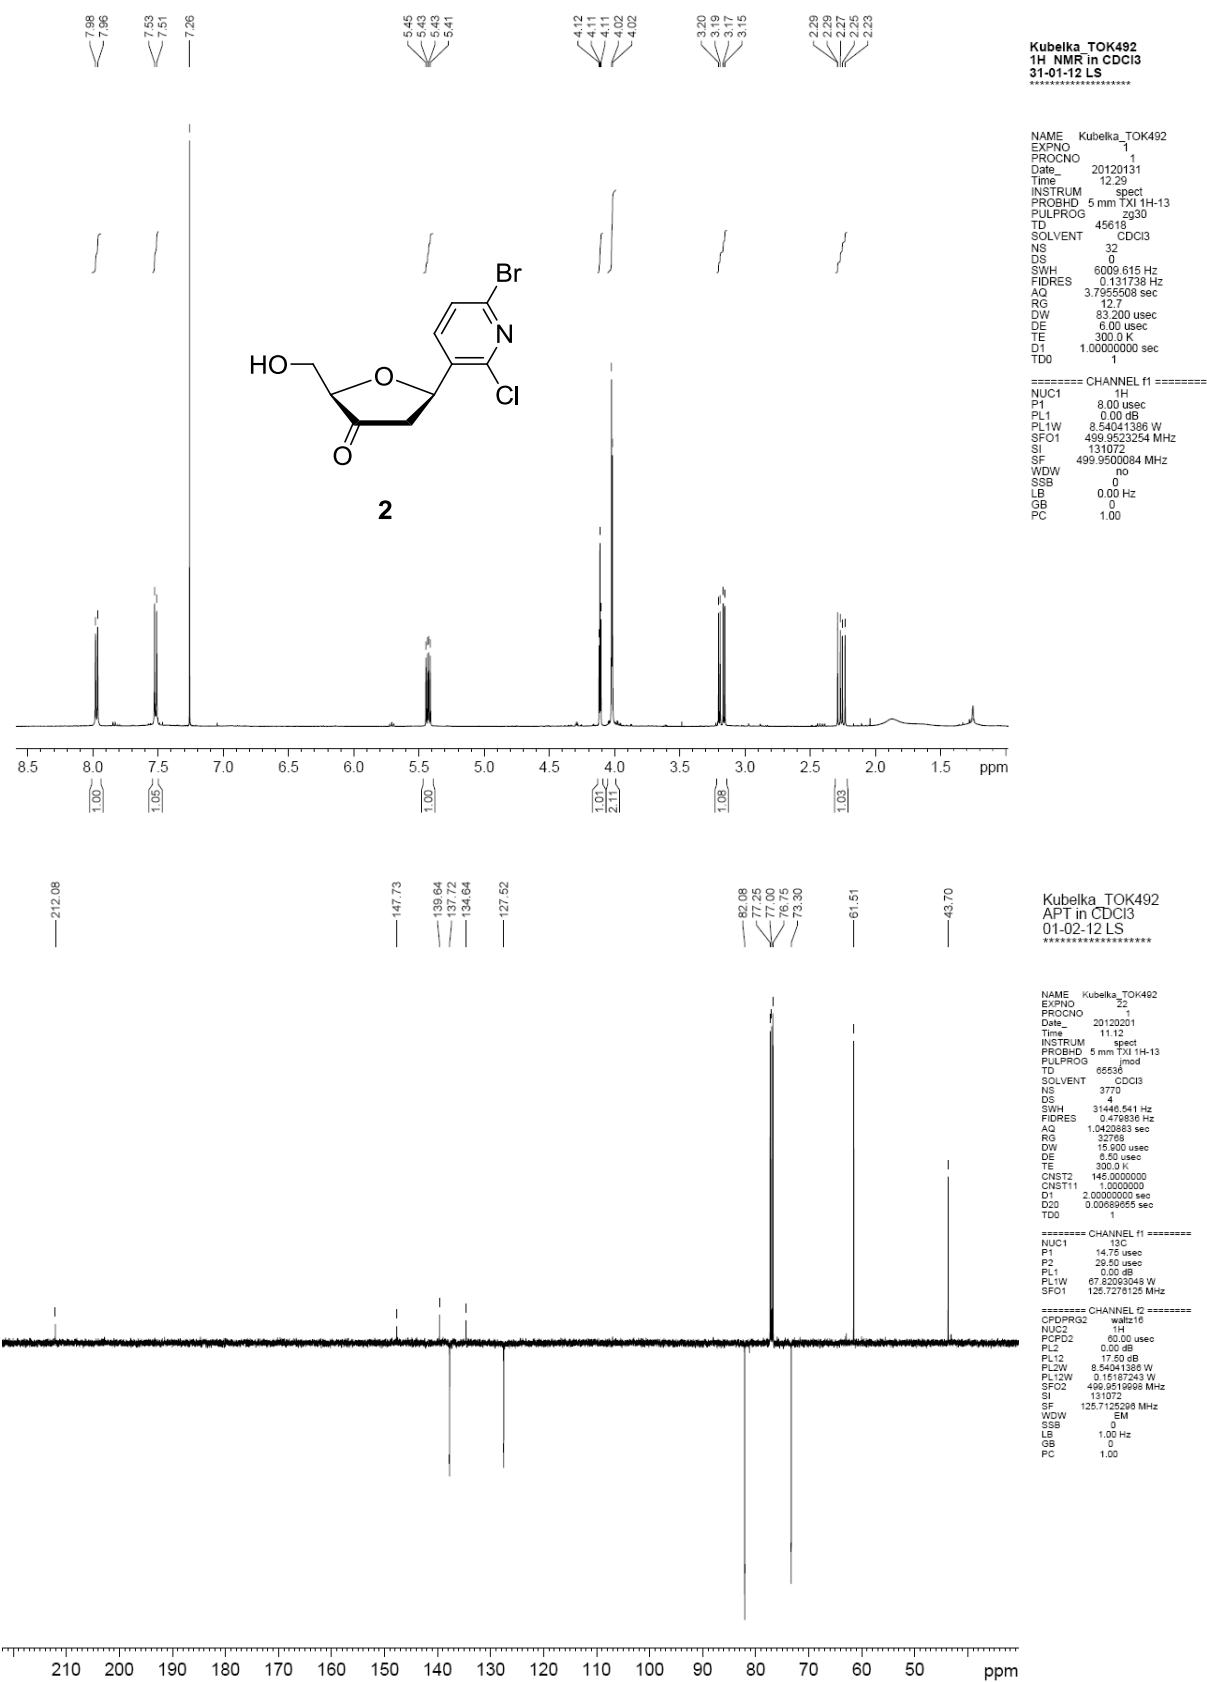 7.98
7.96
7.53
7.51
7.26
5.45
5.43
5.43
5.41
4.12
4.11
4.11
4.02
4.02
3.20
3.19
3.17
3.15
2.29
2.29
2.27
2.25
2.23
Kubelka_TOK492
1H NMR in CDCl3
31-01-12 LS
********************
NAME Kubelka_TOK492
EXPNO 1
PROCNO 1
Date_ 20120131
Time 12.29
INSTRUM spect
PROBHD 5 mm TXI 1H-13
PULPROG zg30
TD 45618
SOLVENT CDCl3
NS 32
DS 0
SWH 6009.615 Hz
FIDRES 0.131738 Hz
AQ 3.7955508 sec
RG 12.7
DW 83.200 usec
DE 6.00 usec
TE 300.0 K
D1 1.00000000 sec
TD0 1
======== CHANNEL f1 ========
NUC1 1H
P1 8.00 usec
PL1 0.00 dB
PL1W 8.54041386 W
SFO1 499.9523254 MHz
SI 131072
SF 499.9500084 MHz
WDW no
SSB 0
LB 0.00 Hz
GB 0
PC 1.00
Br
N
HO
O
Cl
O
2
8.5 8.0 7.5 7.0 6.5 6.0 5.5 5.0 4.5 4.0 3.5 3.0 2.5 2.0 1.5 ppm
1.00
1.05
1.00
1.01
2.11
1.08
1.03
212.08
147.73
139.64
137.72
134.64
127.52
82.08
77.25
77.00
76.75
73.30
61.51
43.70
Kubelka_TOK492
APT in CDCl3
01-02-12 LS
*******************
NAME Kubelka_TOK492
EXPNO 22
PROCNO 1
Date_ 20120201
Time 11.12
INSTRUM spect
PROBHD 5 mm TXI 1H-13
PULPROG jmod
TD 65536
SOLVENT CDCl3
NS 3770
DS 4
SWH 31446.541 Hz
FIDRES 0.479836 Hz
AQ 1.0420883 sec
RG 32768
DW 15.900 usec
DE 6.50 usec
TE 300.0 K
CNST2 145.0000000
CNST11 1.0000000
D1 2.00000000 sec
D20 0.00689655 sec
TD0 1
======== CHANNEL f1 ========
NUC1 13C
P1 14.75 usec
P2 29.50 usec
PL1 0.00 dB
PL1W 67.82093048 W
SFO1 125.7276125 MHz
======== CHANNEL f2 ========
CPDPRG2 waltz16
NUC2 1H
PCPD2 60.00 usec
PL2 0.00 dB
PL12 17.50 dB
PL2W 8.54041386 W
PL12W 0.15187243 W
SFO2 499.9519998 MHz
SI 131072
SF 125.7125296 MHz
WDW EM
SSB 0
LB 1.00 Hz
GB 0
PC 1.00
210 200 190 180 170 160 150 140 130 120 110 100 90 80 70 60 50 ppm